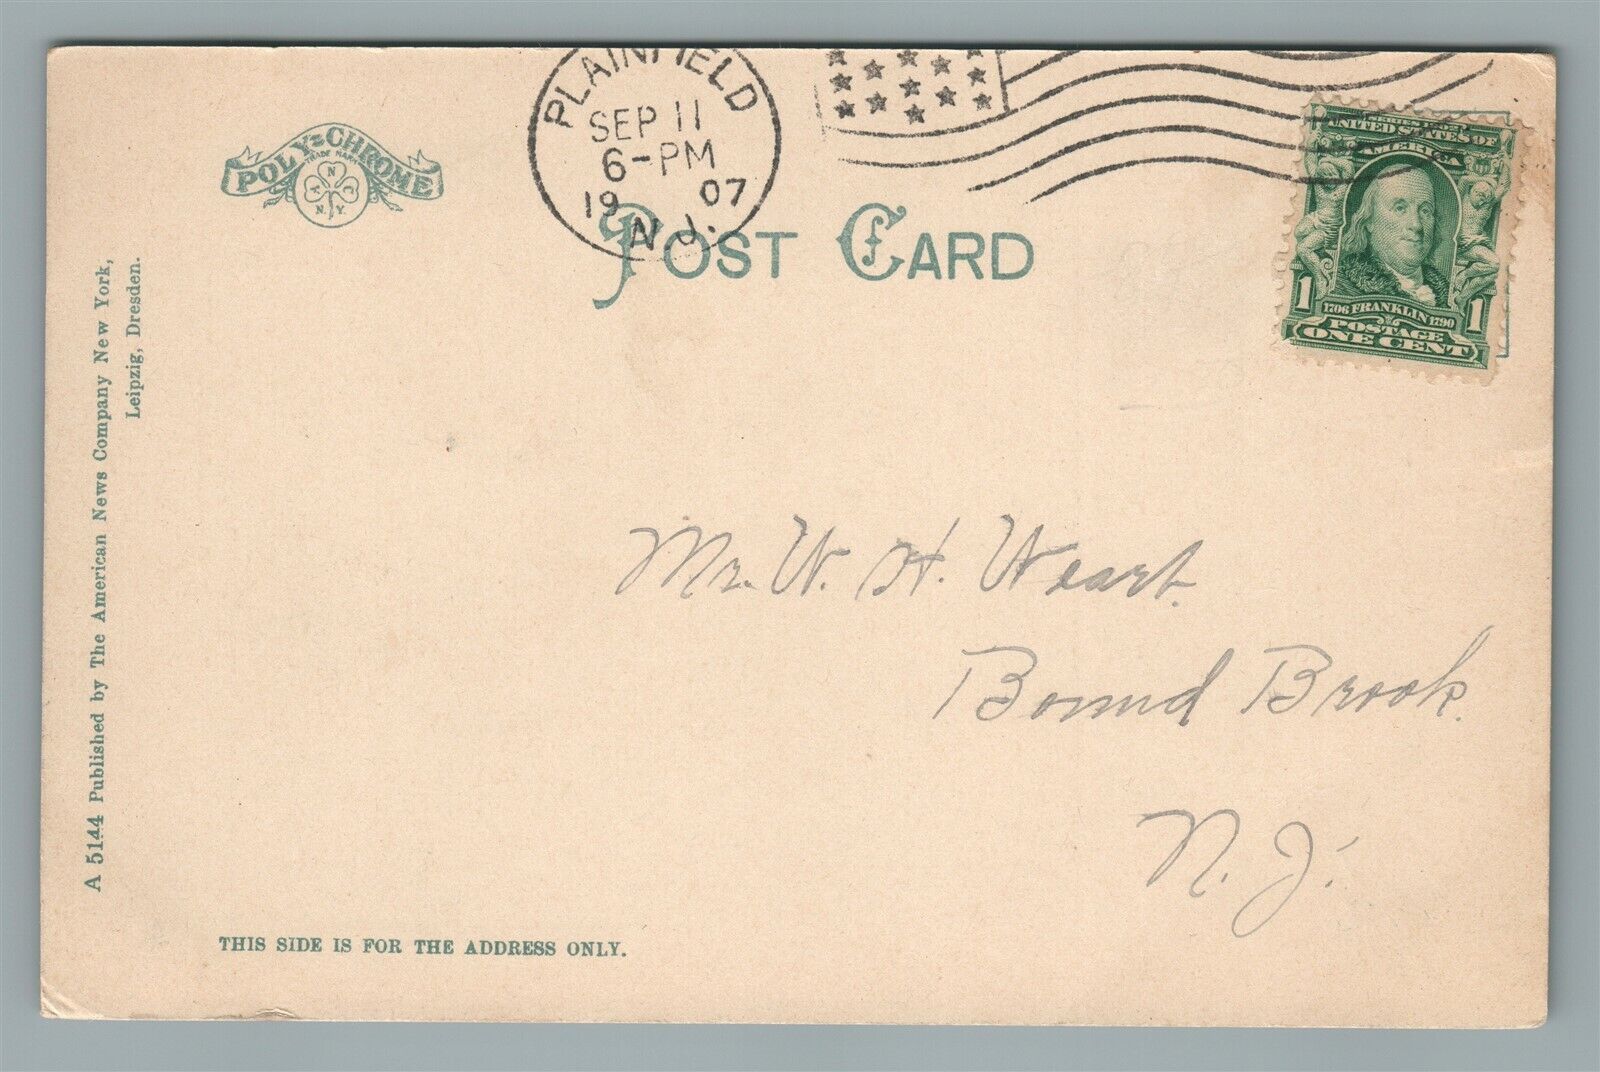 PLAINFIELD
SEP 11
6-PM
19 07
N.J.
POLY-CHROME
TRADE MARK
A N C
N.Y.
POST CARD
SERIES 1902
UNITED STATES OF
AMERICA
1 1706 FRANKLIN 1790 1
POSTAGE
ONE CENT
A 5144 Published by The American News Company New York,
Leipzig, Dresden.
Mr. W. H. Weart.
Bound Brook.
N. J.
THIS SIDE IS FOR THE ADDRESS ONLY.